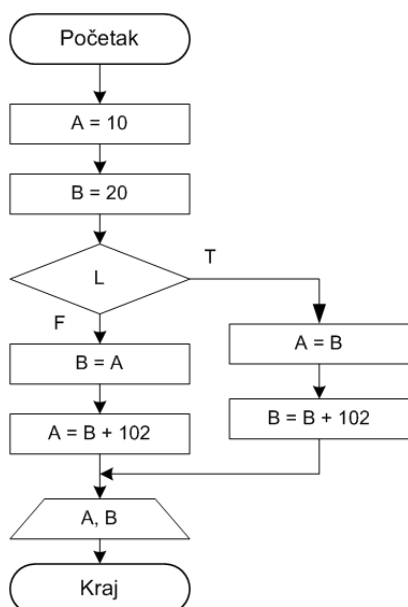 Početak
A = 10
B = 20
L
T
F
B = A
A = B + 102
A = B
B = B + 102
A, B
Kraj